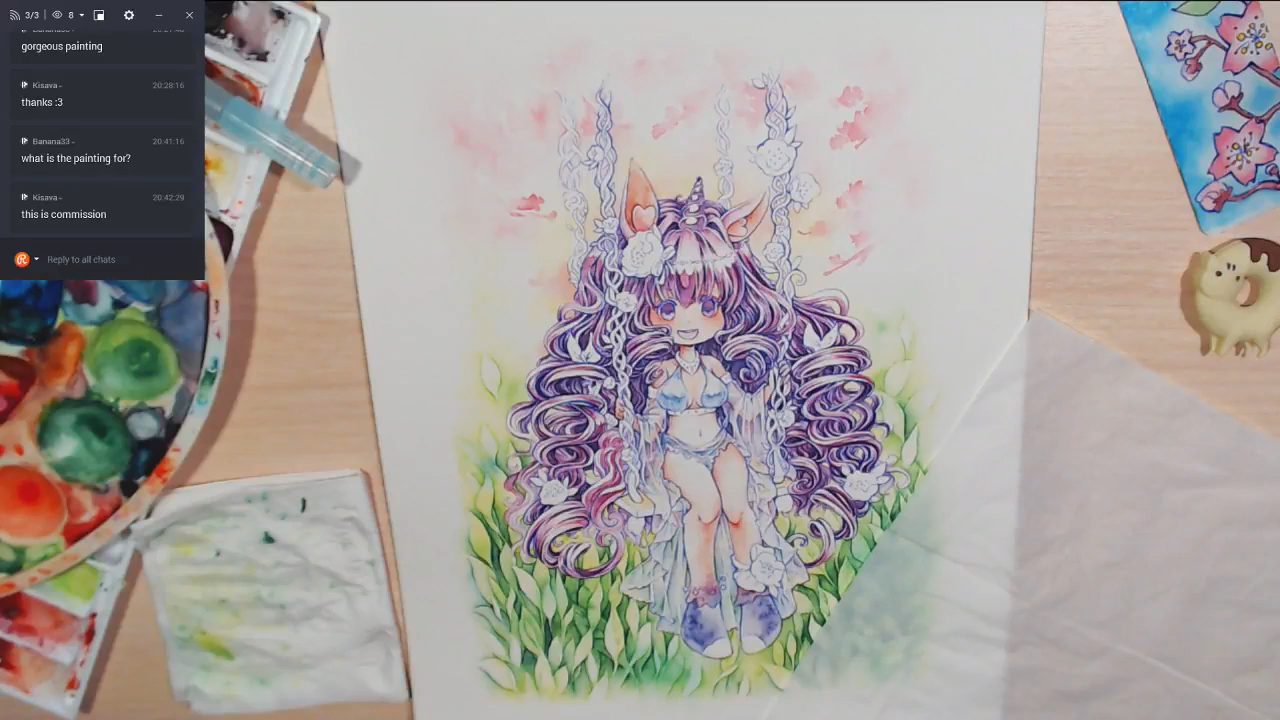 3/3 8
gorgeous painting
Kisava 20:28:16
thanks :3
Banana33 20:41:16
what is the painting for?
Kisava 20:42:29
this is commission
Reply to all chats